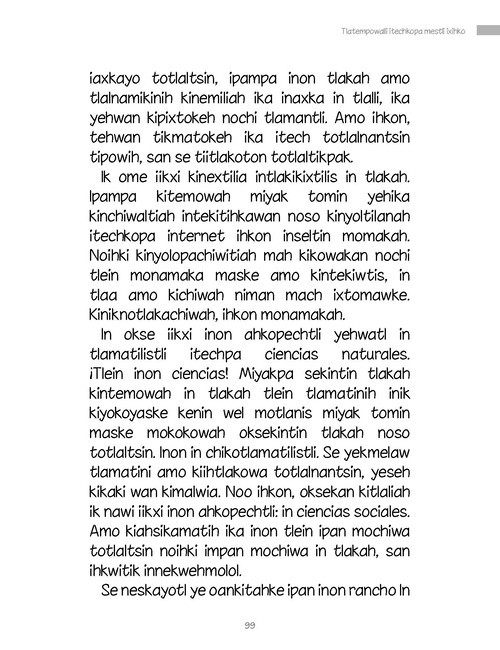 Tlatempowalli itechkopa mestli ixihko
iaxkayo totlaltsin, ipampa inon tlakah amo
tlalnamikinih kinemiliah ika inaxka in tlalli, ika
yehwan kipixtokeh nochi tlamantli. Amo ihkon,
tehwan tikmatokeh ika itech totlalnantsin
tipowih, san se tiitlakoton totlaltikpak.
Ik ome iikxi kinextilia intlakikixtilis in tlakah.
Ipampa kitemowah miyak tomin yehika
kinchiwaltiah intekitihkawan noso kinyoltilanah
itechkopa internet ihkon inseltin momakah.
Noihki kinyolopachiwitiah mah kikowakan nochi
tlein monamaka maske amo kintekiwtis, in
tlaa amo kichiwah niman mach ixtomawke.
Kiniknotlakachiwah, ihkon monamakah.
In okse iikxi inon ahkopechtli yehwatl in
tlamatilistli itechpa ciencias naturales.
¡Tlein inon ciencias! Miyakpa sekintin tlakah
kintemowah in tlakah tlein tlamatinih inik
kiyokoyaske kenin wel motlanis miyak tomin
maske mokokowah oksekintin tlakah noso
totlaltsin. Inon in chikotlamatilistli. Se yekmelaw
tlamatini amo kiihtlakowa totlalnantsin, yeseh
kikaki wan kimalwia. Noo ihkon, oksekan kitlaliah
ik nawi iikxi inon ahkopechtli: in ciencias sociales.
Amo kiahsikamatih ika inon tlein ipan mochiwa
totlaltsin noihki impan mochiwa in tlakah, san
ihkwitik innekwehmolol.
Se neskayotl ye oankitahke ipan inon rancho In
99